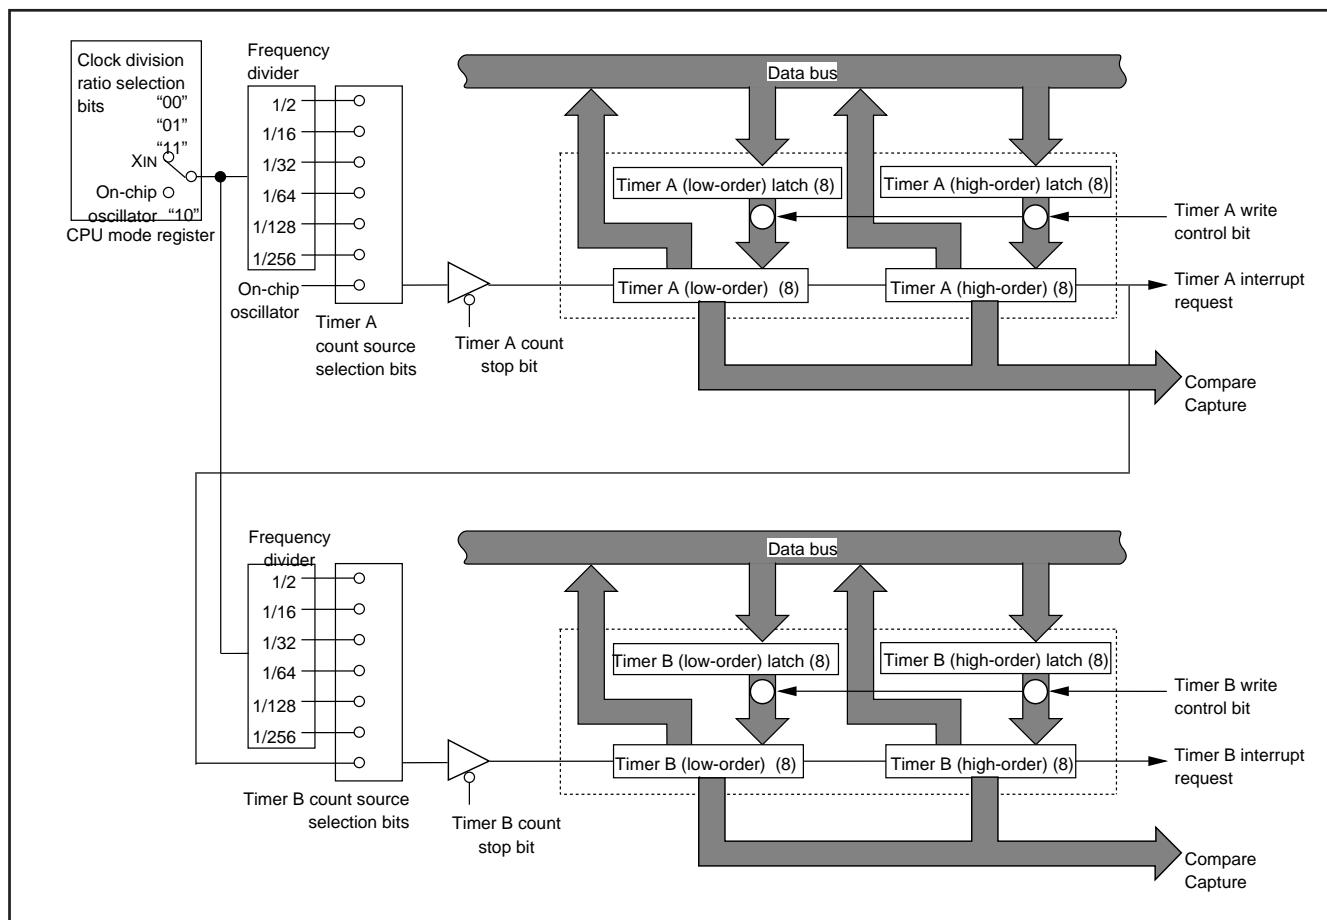 Clock division
ratio selection
bits
“00”
“01”
“11”
XIN
On-chip
oscillator “10”
CPU mode register
Frequency
divider
1/2
1/16
1/32
1/64
1/128
1/256
On-chip
oscillator
Timer A
count source
selection bits
Timer A count
stop bit
Data bus
Timer A (low-order) latch (8)
Timer A (high-order) latch (8)
Timer A write
control bit
Timer A (low-order) (8)
Timer A (high-order) (8)
Timer A interrupt
request
Compare
Capture
Frequency
divider
1/2
1/16
1/32
1/64
1/128
1/256
Timer B count source
selection bits
Timer B count
stop bit
Data bus
Timer B (low-order) latch (8)
Timer B (high-order) latch (8)
Timer B write
control bit
Timer B (low-order) (8)
Timer B (high-order) (8)
Timer B interrupt
request
Compare
Capture